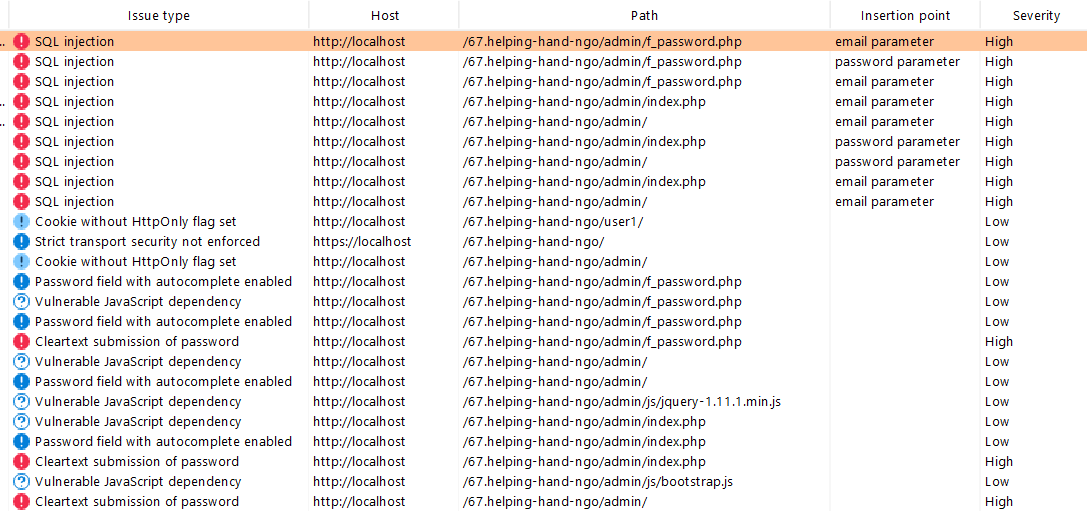 Issue type Host Path Insertion point Severity
SQL injection http://localhost /67.helping-hand-ngo/admin/f_password.php email parameter High
SQL injection http://localhost /67.helping-hand-ngo/admin/f_password.php password parameter High
SQL injection http://localhost /67.helping-hand-ngo/admin/f_password.php email parameter High
SQL injection http://localhost /67.helping-hand-ngo/admin/index.php email parameter High
SQL injection http://localhost /67.helping-hand-ngo/admin/ email parameter High
SQL injection http://localhost /67.helping-hand-ngo/admin/index.php password parameter High
SQL injection http://localhost /67.helping-hand-ngo/admin/ password parameter High
SQL injection http://localhost /67.helping-hand-ngo/admin/index.php email parameter High
SQL injection http://localhost /67.helping-hand-ngo/admin/ email parameter High
Cookie without HttpOnly flag set http://localhost /67.helping-hand-ngo/user1/ Low
Strict transport security not enforced https://localhost /67.helping-hand-ngo/ Low
Cookie without HttpOnly flag set http://localhost /67.helping-hand-ngo/admin/ Low
Password field with autocomplete enabled http://localhost /67.helping-hand-ngo/admin/f_password.php Low
Vulnerable JavaScript dependency http://localhost /67.helping-hand-ngo/admin/f_password.php Low
Password field with autocomplete enabled http://localhost /67.helping-hand-ngo/admin/f_password.php Low
Cleartext submission of password http://localhost /67.helping-hand-ngo/admin/f_password.php High
Vulnerable JavaScript dependency http://localhost /67.helping-hand-ngo/admin/ Low
Password field with autocomplete enabled http://localhost /67.helping-hand-ngo/admin/ Low
Vulnerable JavaScript dependency http://localhost /67.helping-hand-ngo/admin/js/jquery-1.11.1.min.js Low
Vulnerable JavaScript dependency http://localhost /67.helping-hand-ngo/admin/index.php Low
Password field with autocomplete enabled http://localhost /67.helping-hand-ngo/admin/index.php Low
Cleartext submission of password http://localhost /67.helping-hand-ngo/admin/index.php High
Vulnerable JavaScript dependency http://localhost /67.helping-hand-ngo/admin/js/bootstrap.js Low
Cleartext submission of password http://localhost /67.helping-hand-ngo/admin/ High